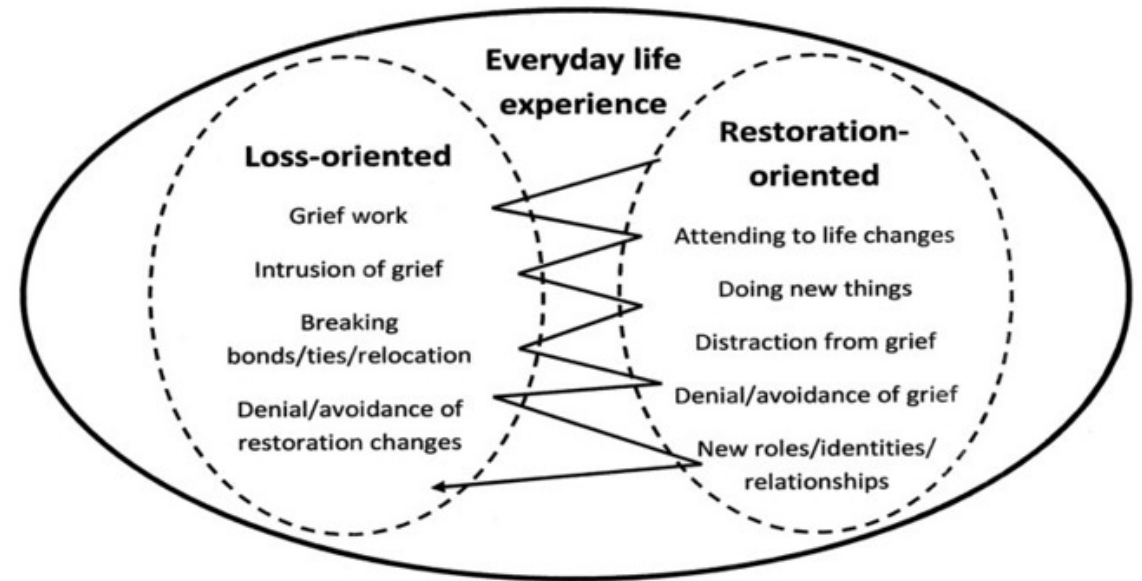 Everyday life
experience
Loss-oriented
Grief work
Intrusion of grief
Breaking
bonds/ties/relocation
Denial/avoidance of
restoration changes
Restoration-
oriented
Attending to life changes
Doing new things
Distraction from grief
Denial/avoidance of grief
New roles/identities/
relationships